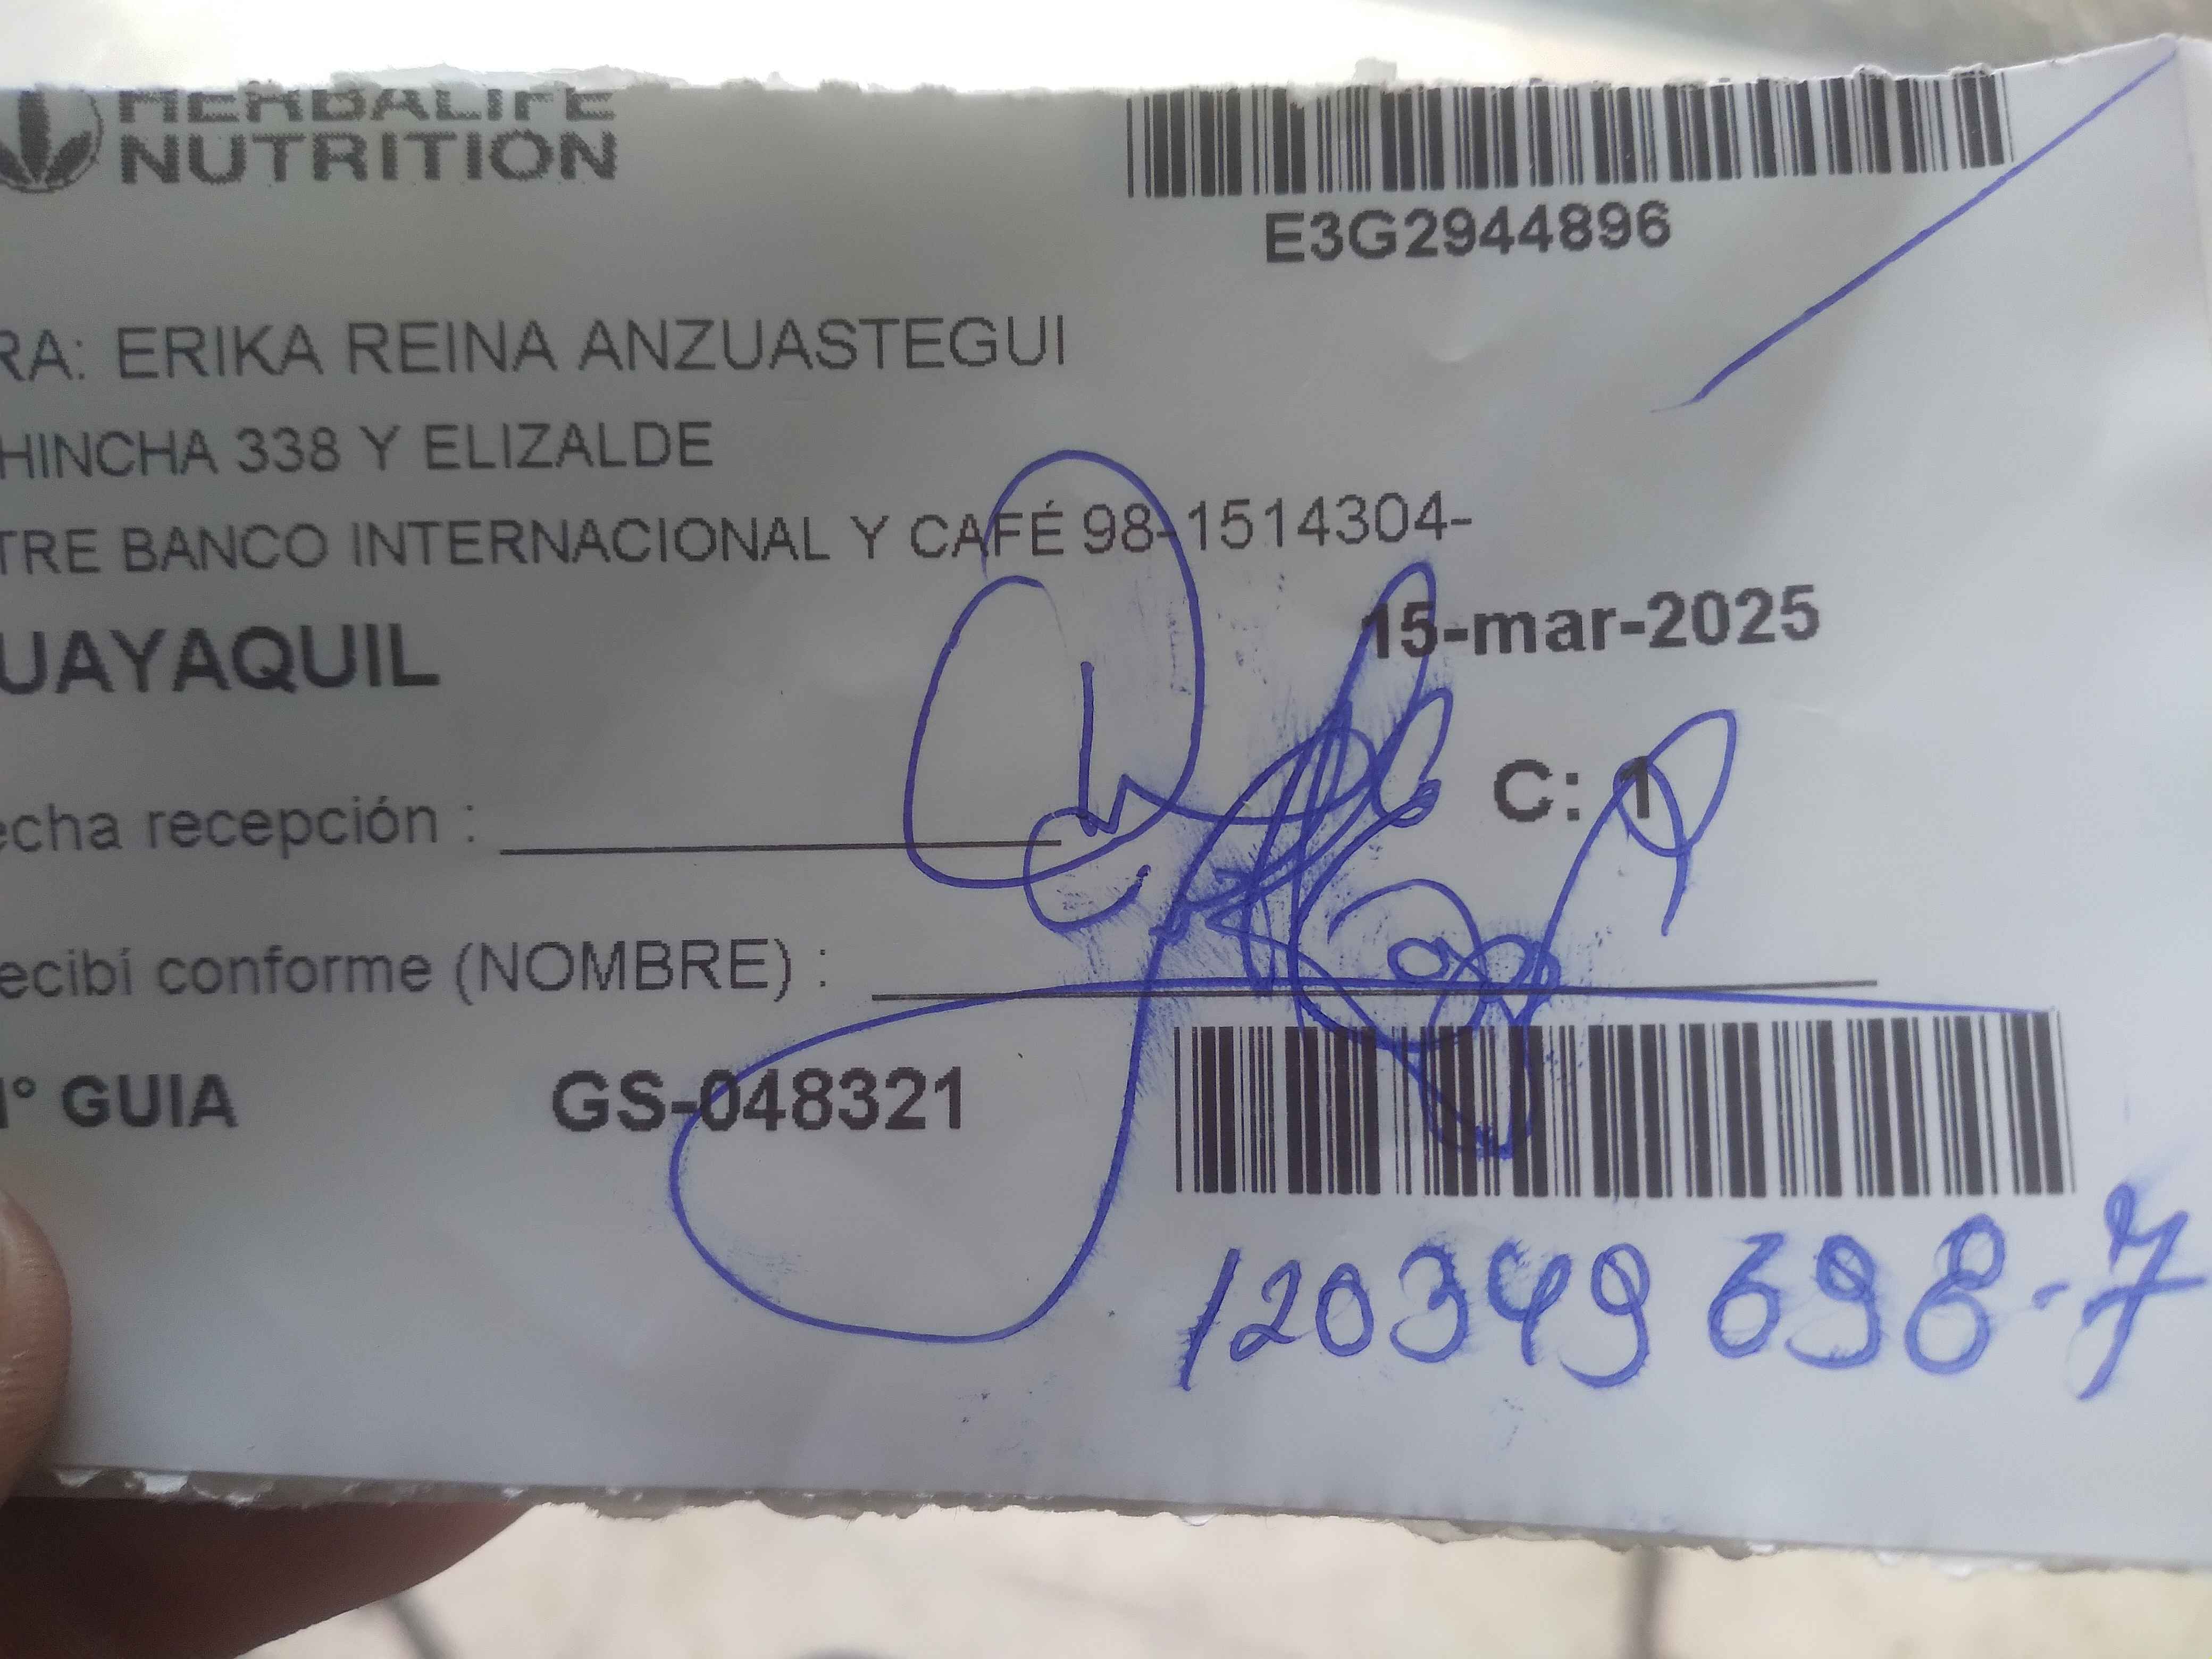 HERBALIFE
NUTRITION
E3G2944896
RA: ERIKA REINA ANZUASTEGUI
HINCHA 338 Y ELIZALDE
TRE BANCO INTERNACIONAL Y CAFÉ 98-1514304-
UAYAQUIL
15-mar-2025
echa recepción :
C: 1
ecibí conforme (NOMBRE) :
N° GUIA GS-048321
120349698-7